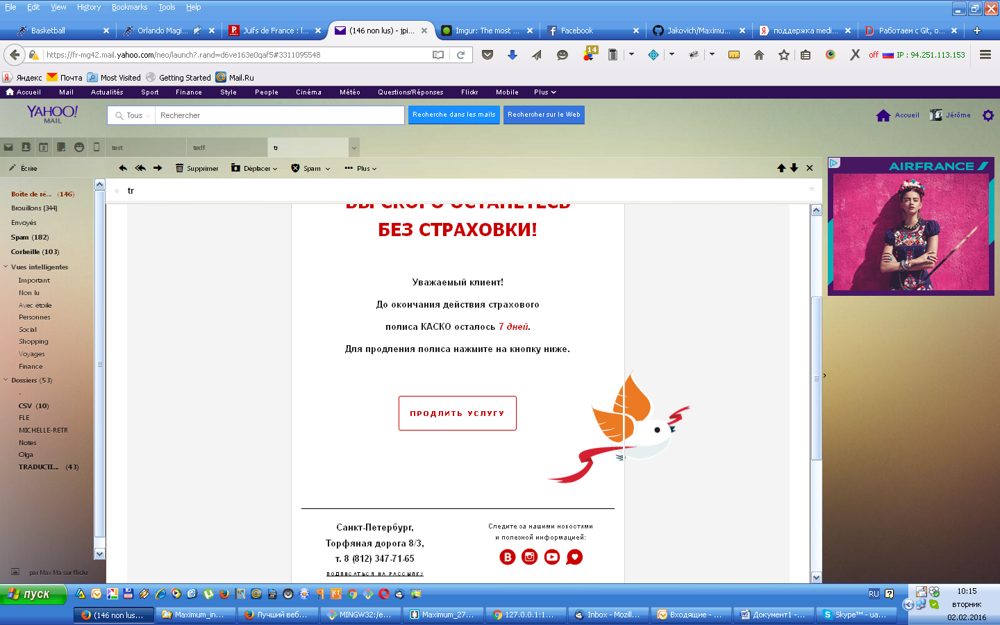 File Edit View History Bookmarks Tools Help
Basketball
Orlando Magi...
Juifs de France : l...
(146 non lus) - jpi...
Imgur: The most ...
Facebook
Jakovich/Maximu...
поддержка medi...
Работаем с Git, о...
https://fr-mg42.mail.yahoo.com/neo/launch?.rand=d6ve163e0qaf5#3311095548
14
off
IP : 94.251.113.153
Яндекс Почта Most Visited Getting Started Mail.Ru
Accueil Mail Actualités Sport Finance Style People Cinéma Météo Questions/Réponses Flickr Mobile Plus
YAHOO!
MAIL
Tous
Rechercher
Recherche dans les mails
Rechercher sur le Web
Accueil
Jérôme
2
test
tr
Écrire
Supprimer
Déplacer
Spam
Plus
AIRFRANCE
tr
Boîte de ré... (146)
Brouillons (344)
Envoyés
Spam (182)
Corbeille (103)
Vues intelligentes
Important
Non lu
Avec étoile
Personnes
Social
Shopping
Voyages
Finance
Dossiers (53)
-
CSV (10)
FLE
MICHELLE-RETR
Notes
Olga
TRADUCTI... (43)
par Max Ma sur flickr
ВЫ СКОРО ОСТАНЕТЕСЬ
БЕЗ СТРАХОВКИ!
Уважаемый клиент!
До окончания действия страхового
полиса КАСКО осталось 7 дней.
Для продления полиса нажмите на кнопку ниже.
ПРОДЛИТЬ УСЛУГУ
Санкт-Петербург,
Торфяная дорога 8/3,
т. 8 (812) 347-71-65
ПОДПИСАТЬСЯ НА РАССЫЛКУ
Следите за нашими новостями
и полезной информацией:
пуск
RU
10:15
вторник
02.02.2016
(146 non lus...
Maximum_in...
Лучший веб...
MINGW32:/e...
Maximum_27...
127.0.0.1:1...
Inbox - Mozill...
Входящие - ...
Документ1 -...
Skype™ - ua...